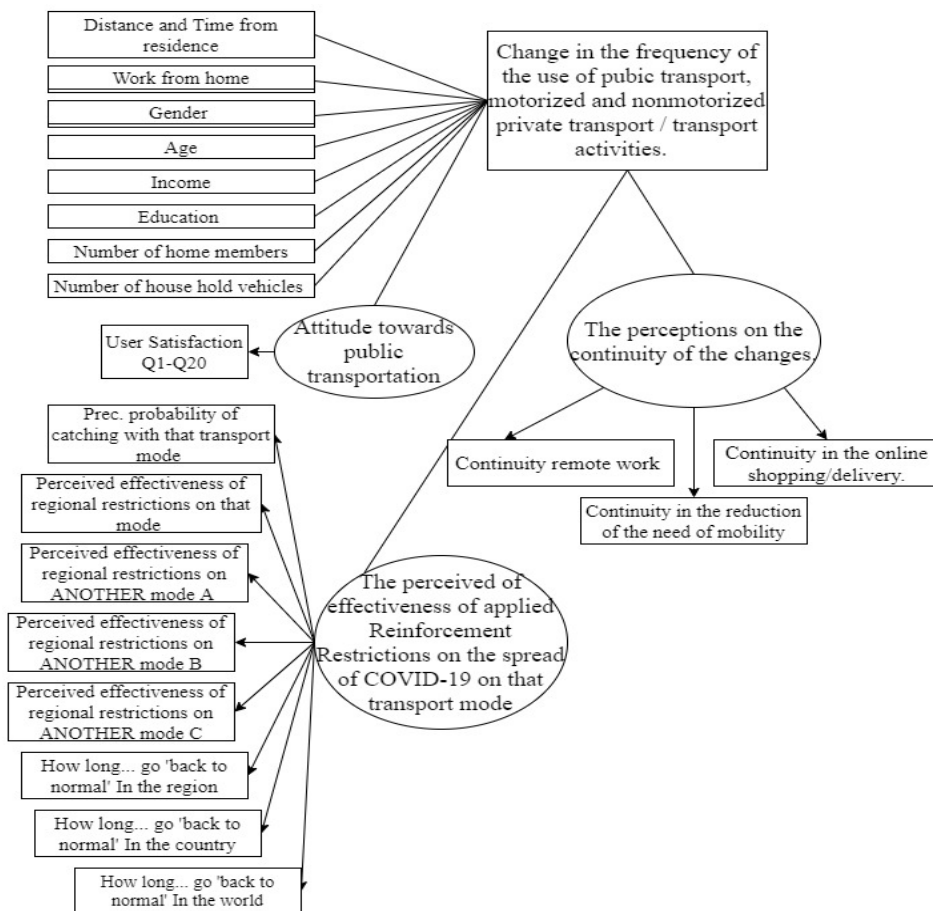 Distance and Time from
residence
Work from home
Gender
Age
Income
Education
Number of home members
Number of house hold vehicles
Change in the frequency of
the use of pubic transport,
motorized and nonmotorized
private transport / transport
activities.
Attitude towards
public
transportation
User Satisfaction
Q1-Q20
The perceptions on the
continuity of the changes.
Continuity remote work
Continuity in the online
shopping/delivery.
Continuity in the reduction
of the need of mobility
Prec. probability of
catching with that transport
mode
Perceived effectiveness of
regional restrictions on that
mode
Perceived effectiveness of
regional restrictions on
ANOTHER mode A
Perceived effectiveness of
regional restrictions on
ANOTHER mode B
Perceived effectiveness of
regional restrictions on
ANOTHER mode C
How long... go 'back to
normal' In the region
How long... go 'back to
normal' In the country
How long... go 'back to
normal' In the world
The perceived of
effectiveness of applied
Reinforcement
Restrictions on the spread
of COVID-19 on that
transport mode